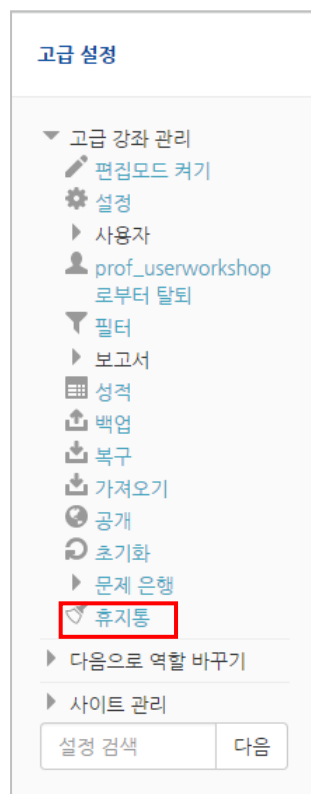 고급 설정
고급 강좌 관리
편집모드 켜기
설정
사용자
prof_userworkshop
로부터 탈퇴
필터
보고서
성적
백업
복구
가져오기
공개
초기화
문제 은행
휴지통
다음으로 역할 바꾸기
사이트 관리
설정 검색 다음